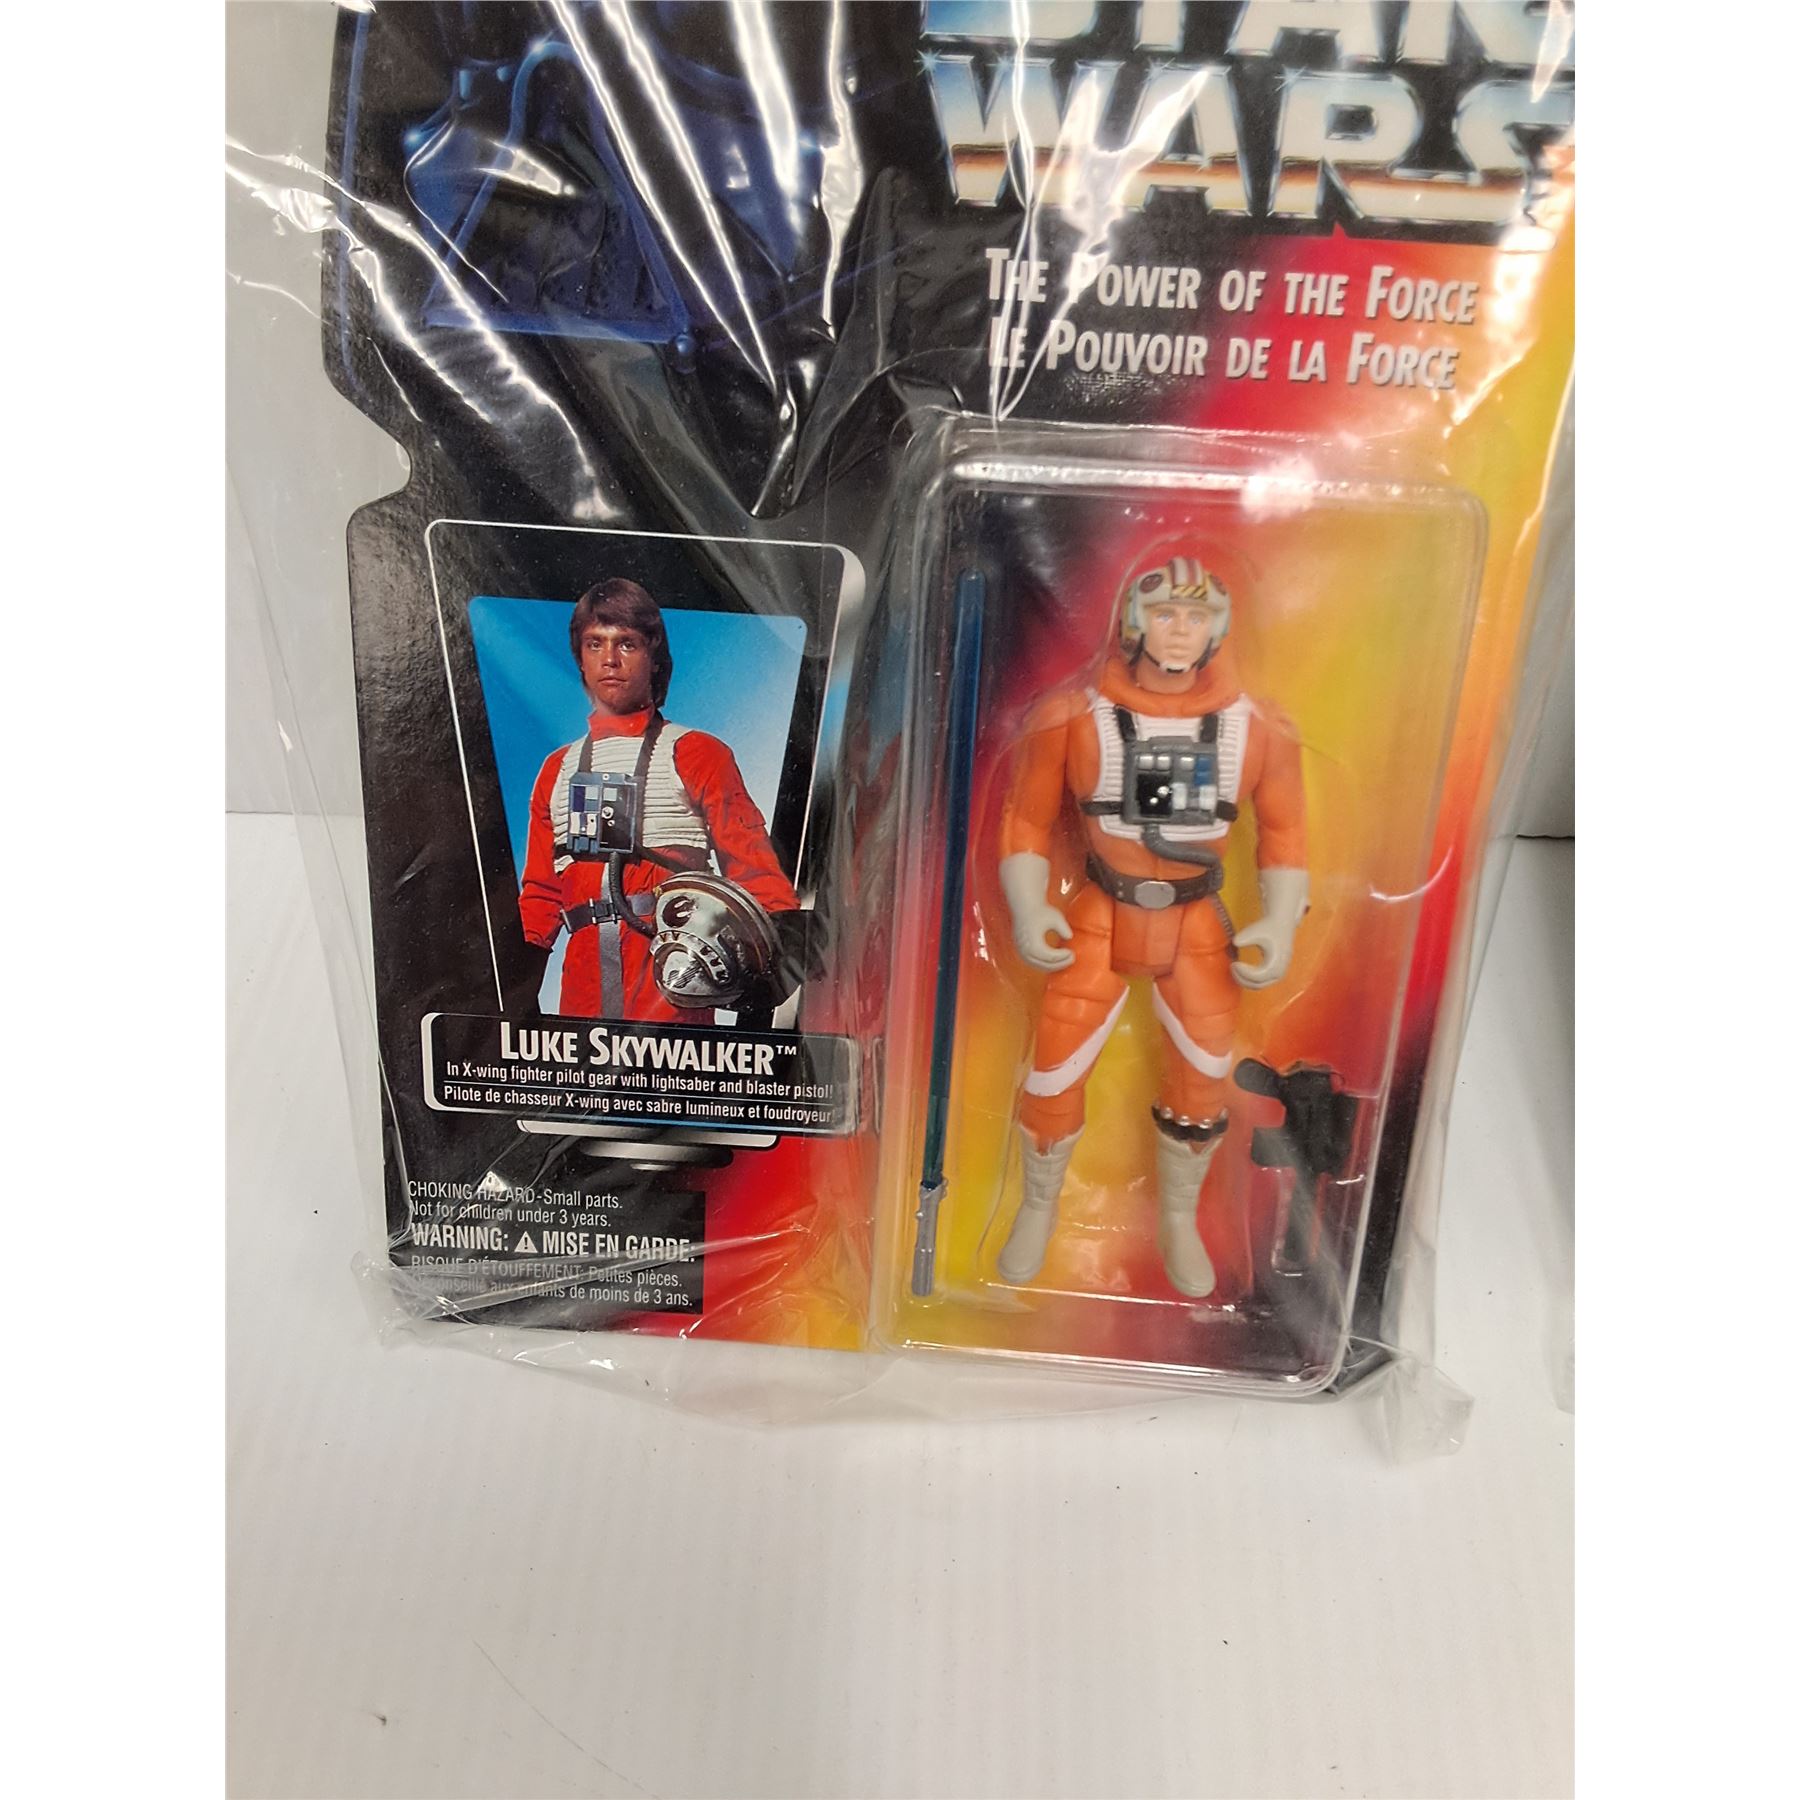 STAR
WARS
THE POWER OF THE FORCE
LE POUVOIR DE LA FORCE
LUKE SKYWALKER™
In X-wing fighter pilot gear with lightsaber and blaster pistol!
Pilote de chasseur X-wing avec sabre lumineux et foudroyeur!
CHOKING HAZARD-Small parts.
Not for children under 3 years.
WARNING: ⚠ MISE EN GARDE:
RISQUE D'ÉTOUFFEMENT: Petites pièces.
Déconseillé aux enfants de moins de 3 ans.